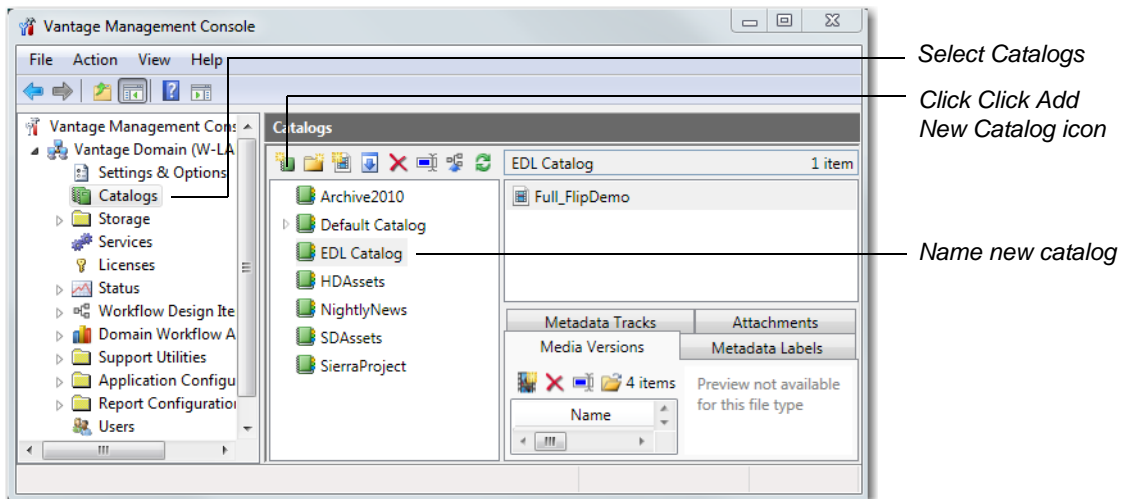 Vantage Management Console
File Action View Help
Select Catalogs
Click Click Add
New Catalog icon
Name new catalog
Vantage Management Cons
Vantage Domain (W-LA
Settings & Options
Catalogs
Storage
Services
Licenses
Status
Workflow Design Ite
Domain Workflow A
Support Utilities
Application Configu
Report Configuration
Users
Catalogs
Archive2010
Default Catalog
EDL Catalog
HDAssets
NightlyNews
SDAssets
SierraProject
EDL Catalog 1 item
Full_FlipDemo
Metadata Tracks Attachments
Media Versions Metadata Labels
4 items
Name
Preview not available
for this file type